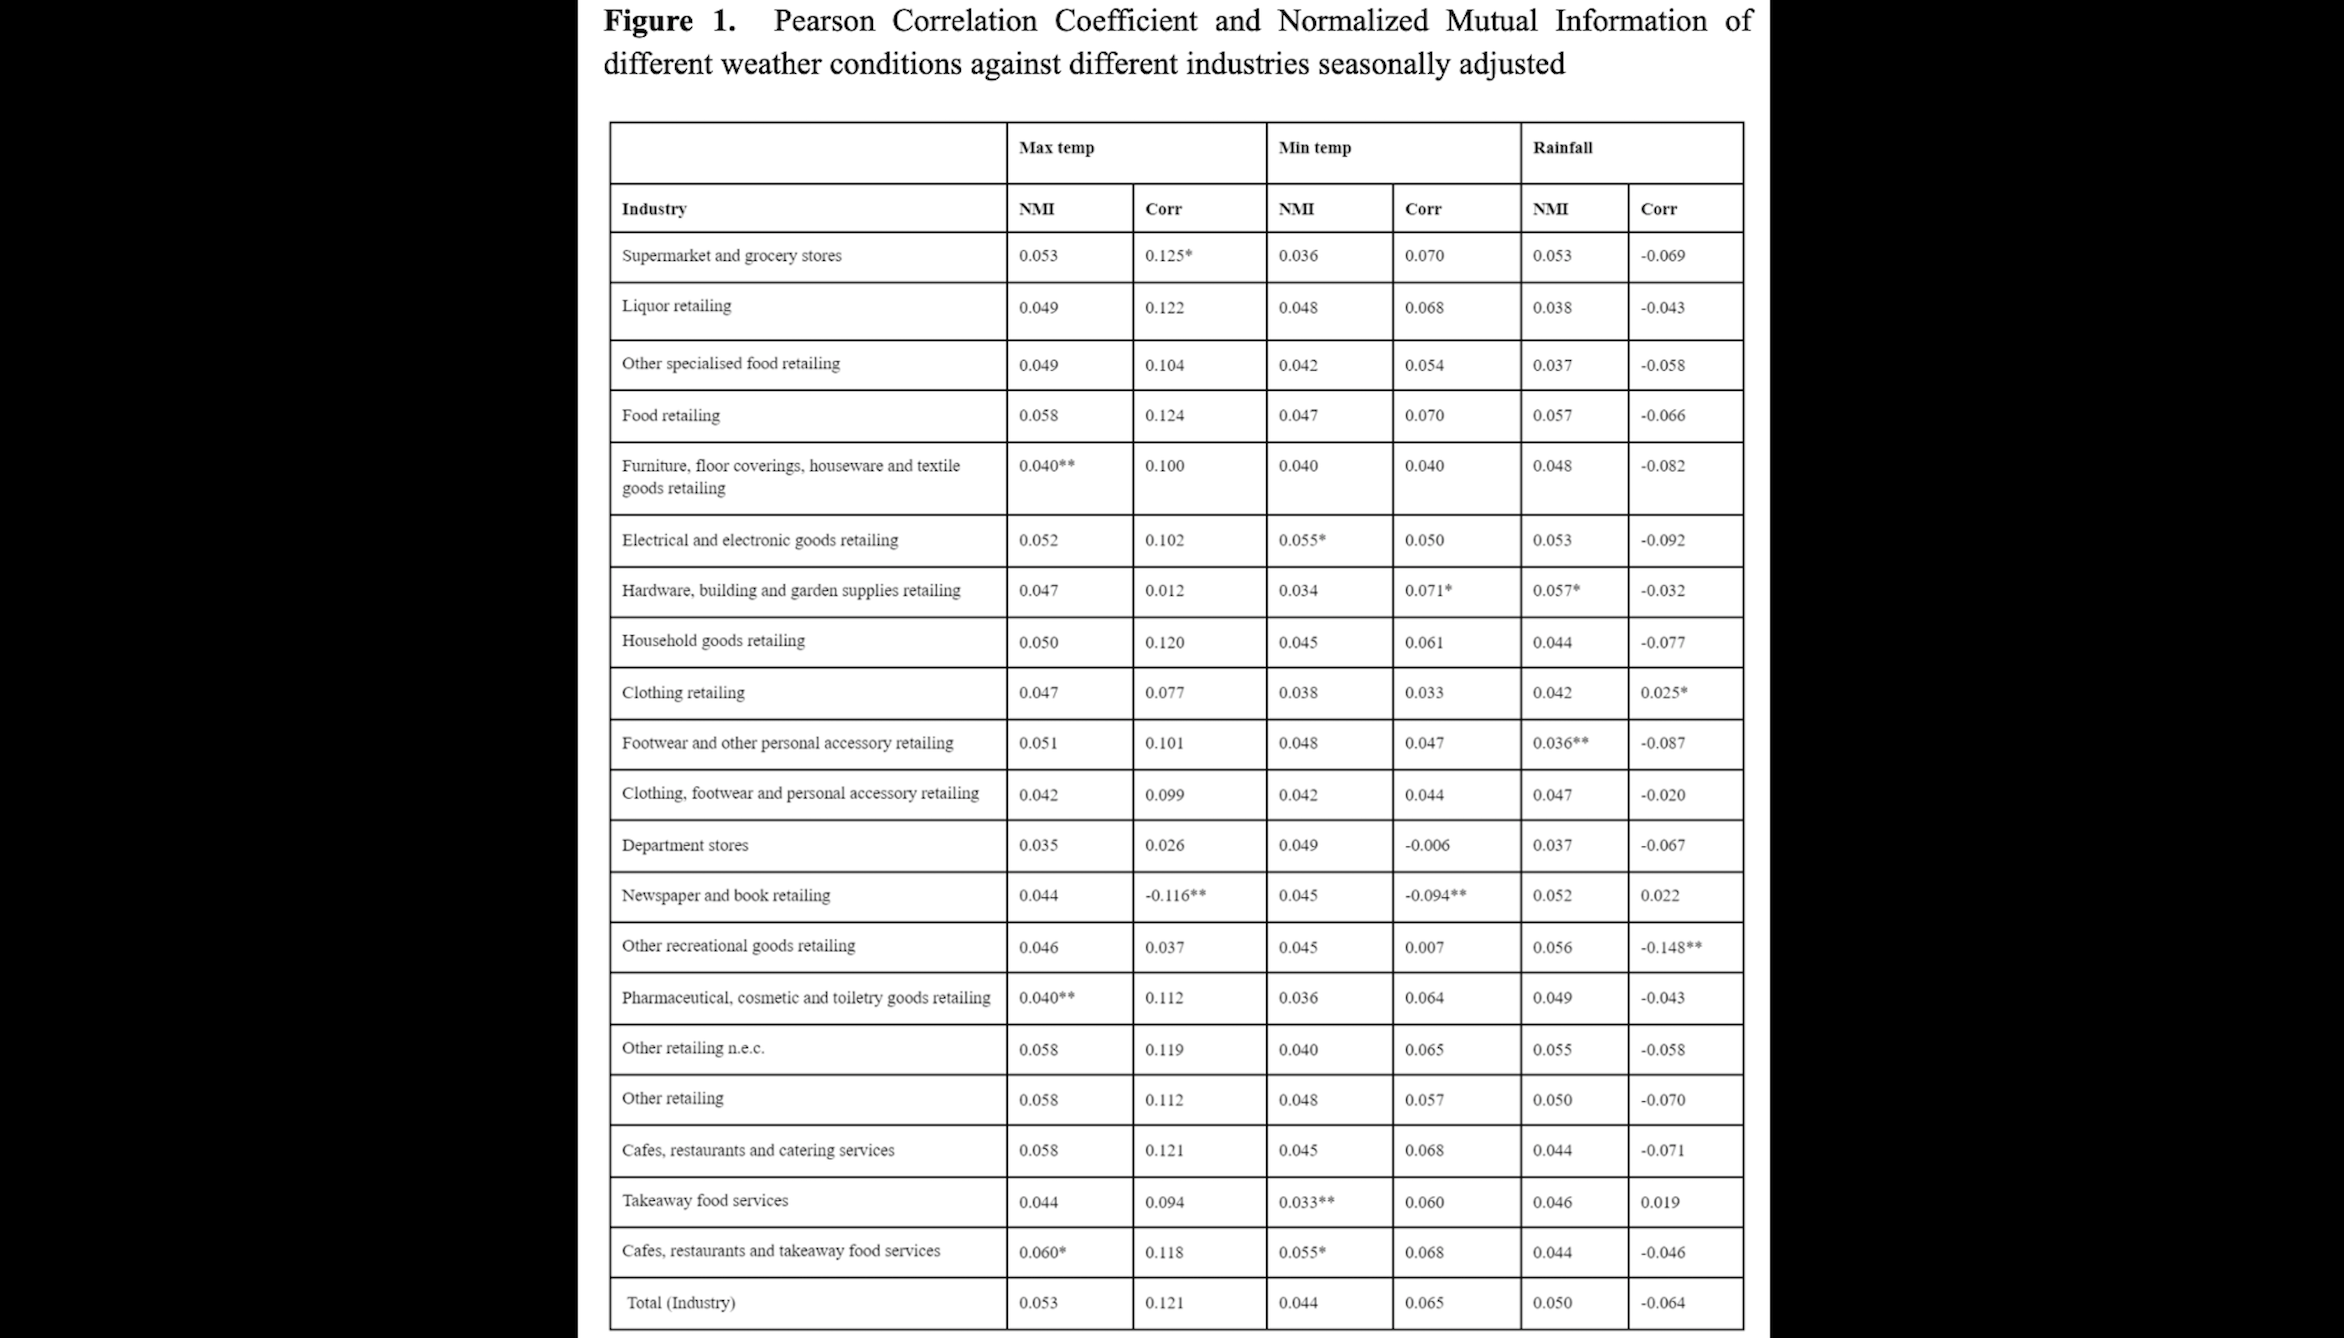 Figure 1. Pearson Correlation Coefficient and Normalized Mutual Information of
different weather conditions against different industries seasonally adjusted
Max temp Min temp Rainfall
Industry NMI Corr NMI Corr NMI Corr
Supermarket and grocery stores 0.053 0.125* 0.036 0.070 0.053 -0.069
Liquor retailing 0.049 0.122 0.048 0.068 0.038 -0.043
Other specialised food retailing 0.049 0.104 0.042 0.054 0.037 -0.058
Food retailing 0.058 0.124 0.047 0.070 0.057 -0.066
Furniture, floor coverings, houseware and textile 0.040** 0.100 0.040 0.040 0.048 -0.082
goods retailing
Electrical and electronic goods retailing 0.052 0.102 0.055* 0.050 0.053 -0.092
Hardware, building and garden supplies retailing 0.047 0.012 0.034 0.071* 0.057* -0.032
Household goods retailing 0.050 0.120 0.045 0.061 0.044 -0.077
Clothing retailing 0.047 0.077 0.038 0.033 0.042 0.025*
Footwear and other personal accessory retailing 0.051 0.101 0.048 0.047 0.036** -0.087
Clothing, footwear and personal accessory retailing 0.042 0.099 0.042 0.044 0.047 -0.020
Department stores 0.035 0.026 0.049 -0.006 0.037 -0.067
Newspaper and book retailing 0.044 -0.116** 0.045 -0.094** 0.052 0.022
Other recreational goods retailing 0.046 0.037 0.045 0.007 0.056 -0.148**
Pharmaceutical, cosmetic and toiletry goods retailing 0.040** 0.112 0.036 0.064 0.049 -0.043
Other retailing n.e.c. 0.058 0.119 0.040 0.065 0.055 -0.058
Other retailing 0.058 0.112 0.048 0.057 0.050 -0.070
Cafes, restaurants and catering services 0.058 0.121 0.045 0.068 0.044 -0.071
Takeaway food services 0.044 0.094 0.033** 0.060 0.046 0.019
Cafes, restaurants and takeaway food services 0.060* 0.118 0.055* 0.068 0.044 -0.046
Total (Industry) 0.053 0.121 0.044 0.065 0.050 -0.064